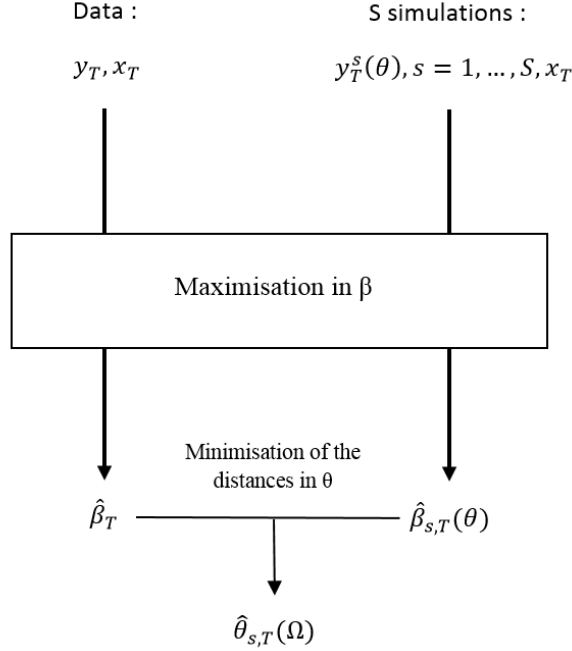 Data :
S simulations :
y_T, x_T
y_T^s(θ), s = 1, … , S, x_T
Maximisation in β
Minimisation of the
distances in θ
β̂_T
β̂_{s,T}(θ)
θ̂_{s,T}(Ω)